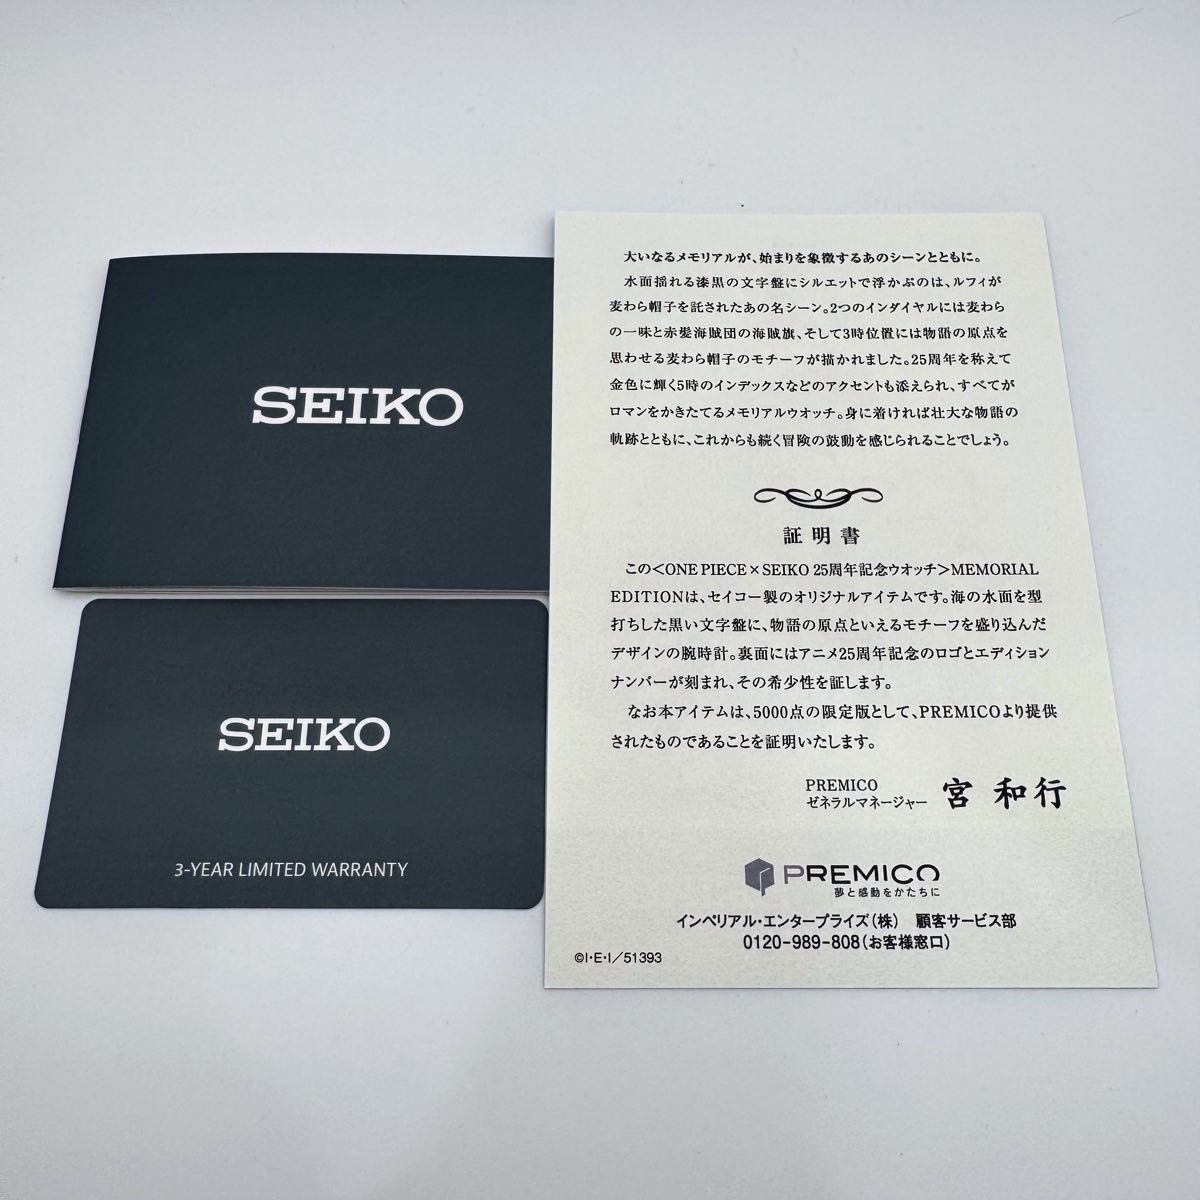 SEIKO
SEIKO
3-YEAR LIMITED WARRANTY
大いなるメモリアルが、始まりを象徴するあのシーンとともに。
水面揺れる漆黒の文字盤にシルエットで浮かぶのは、ルフィが
麦わら帽子を託されたあの名シーン。2つのインダイヤルには麦わら
の一味と赤髪海賊団の海賊旗、そして3時位置には物語の原点を
思わせる麦わら帽子のモチーフが描かれました。25周年を称えて
金色に輝く5時のインデックスなどのアクセントも添えられ、すべてが
ロマンをかきたてるメモリアルウオッチ。身に着ければ壮大な物語の
軌跡とともに、これからも続く冒険の鼓動を感じられることでしょう。
証明書
この<ONE PIECE×SEIKO 25周年記念ウオッチ>MEMORIAL
EDITIONは、セイコー製のオリジナルアイテムです。海の水面を型
打ちした黒い文字盤に、物語の原点といえるモチーフを盛り込んだ
デザインの腕時計。裏面にはアニメ25周年記念のロゴとエディション
ナンバーが刻まれ、その希少性を証します。
なお本アイテムは、5000点の限定版として、PREMICOより提供
されたものであることを証明いたします。
PREMICO
ゼネラルマネージャー 宮 和行
PREMICO
夢と感動をかたちに
インペリアル・エンタープライズ(株) 顧客サービス部
0120-989-808(お客様窓口)
©I・E・I/51393